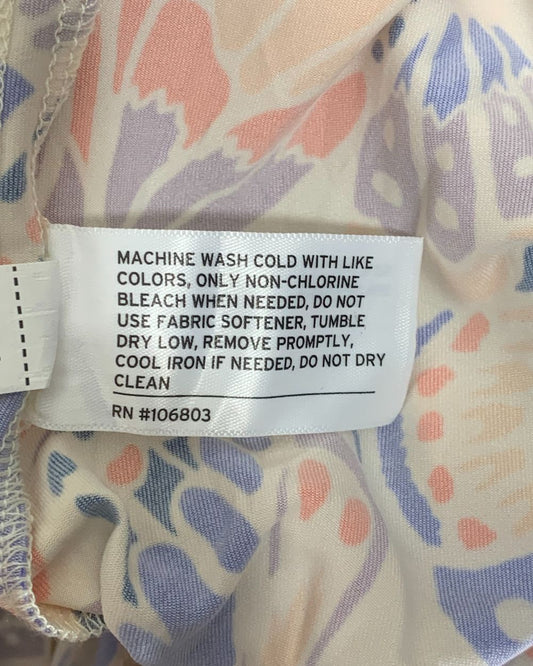 MACHINE WASH COLD WITH LIKE
COLORS, ONLY NON-CHLORINE
BLEACH WHEN NEEDED, DO NOT
USE FABRIC SOFTENER, TUMBLE
DRY LOW, REMOVE PROMPTLY,
COOL IRON IF NEEDED, DO NOT DRY
CLEAN
RN #106803